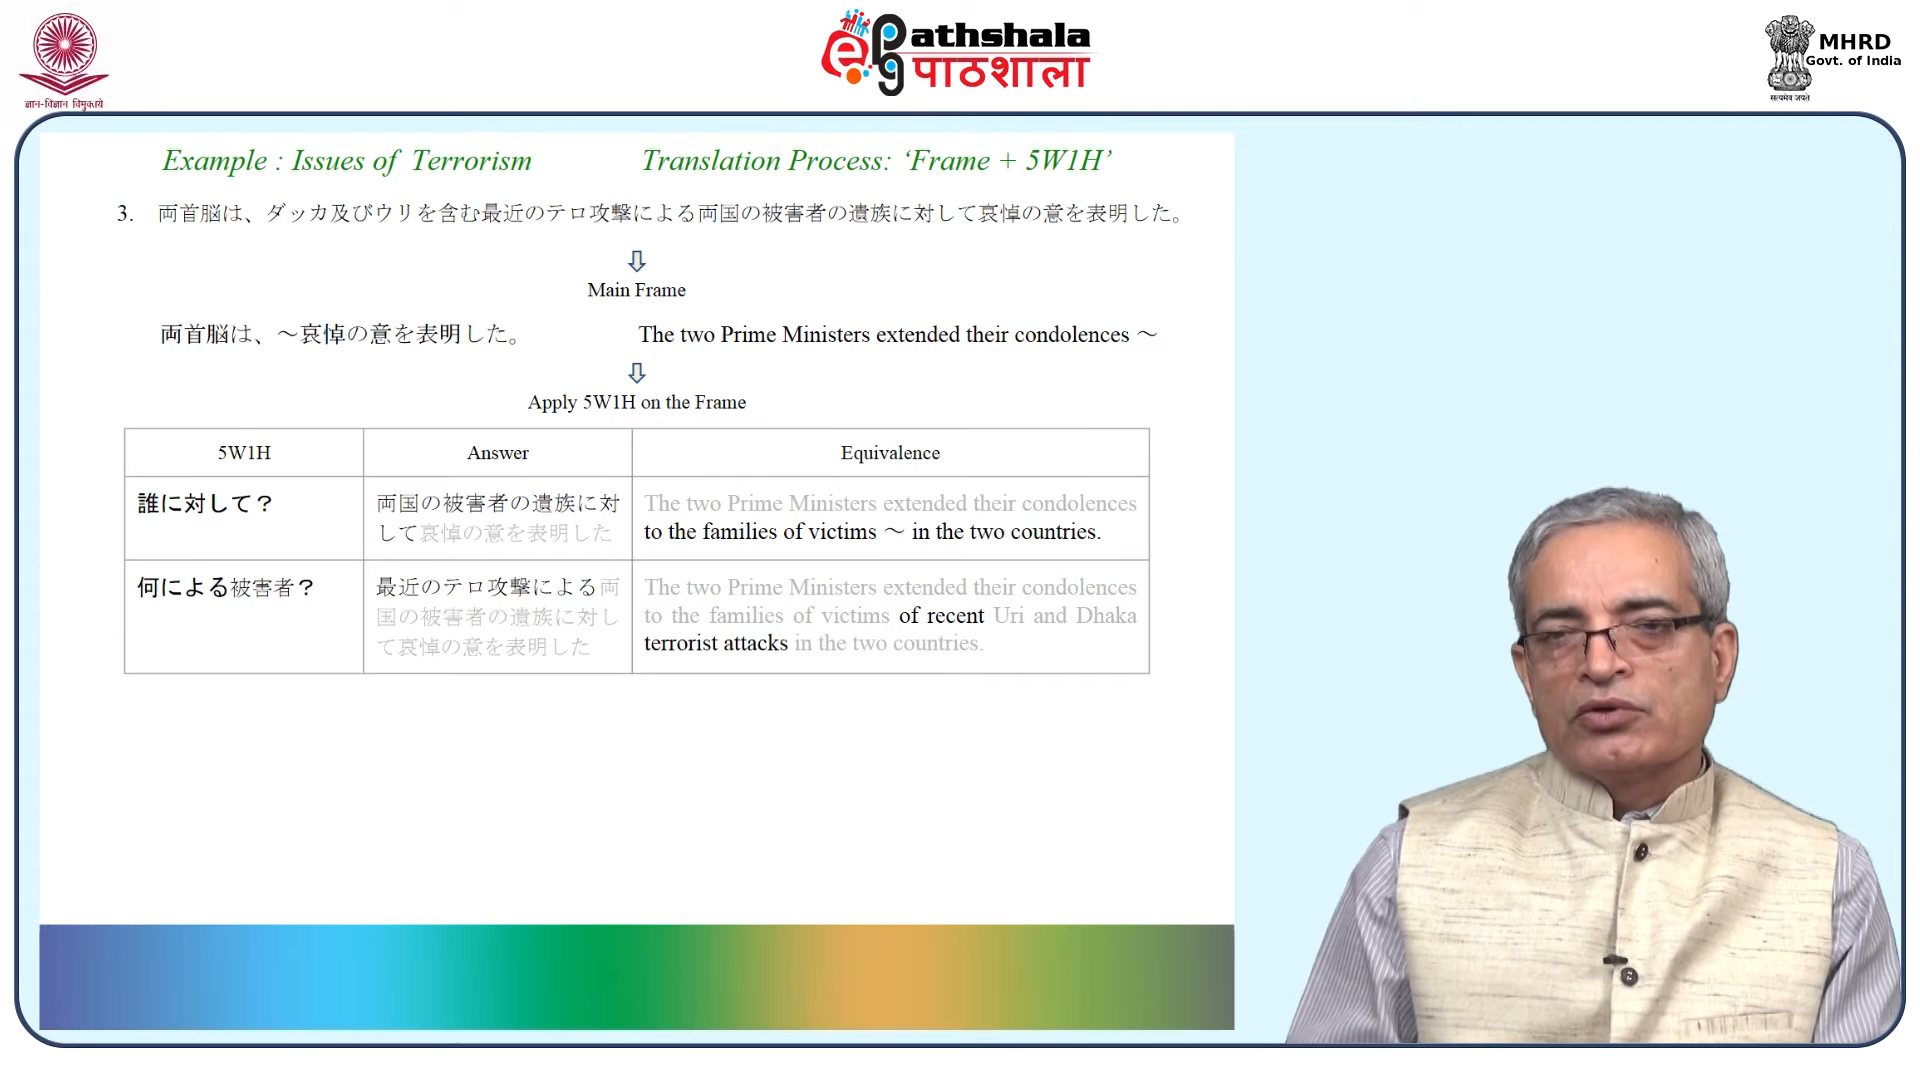 ज्ञान-विज्ञान विमुक्तये
ePathshala
पाठशाला
MHRD
Govt. of India
सत्यमेव जयते
Example : Issues of Terrorism
Translation Process: ‘Frame + 5W1H’
3. 両首脳は、ダッカ及びウリを含む最近のテロ攻撃による両国の被害者の遺族に対して哀悼の意を表明した。
Main Frame
両首脳は、～哀悼の意を表明した。
The two Prime Ministers extended their condolences ～
Apply 5W1H on the Frame
5W1H
Answer
Equivalence
誰に対して？
両国の被害者の遺族に対
して哀悼の意を表明した
The two Prime Ministers extended their condolences
to the families of victims ～ in the two countries.
何による被害者？
最近のテロ攻撃による両
国の被害者の遺族に対し
て哀悼の意を表明した
The two Prime Ministers extended their condolences
to the families of victims of recent Uri and Dhaka
terrorist attacks in the two countries.